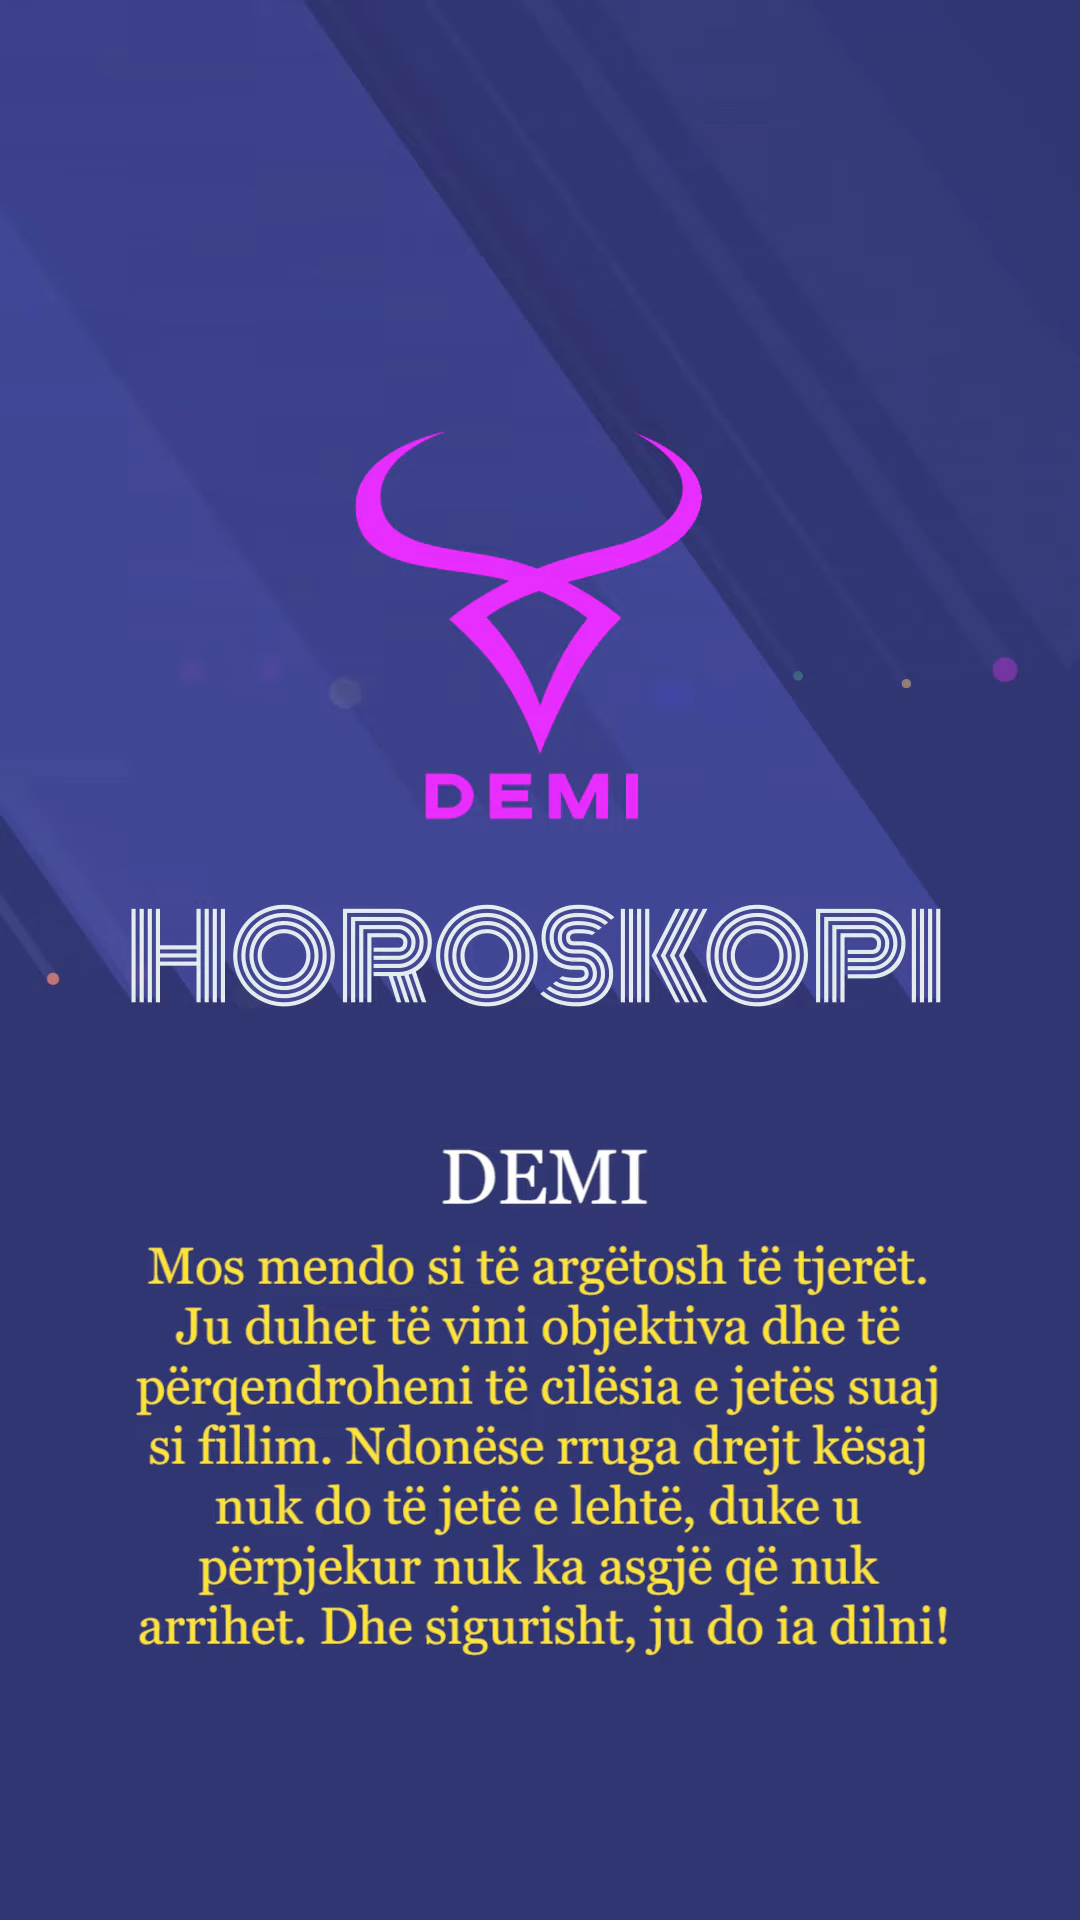 DEMI
HOROSKOPI
DEMI
Mos mendo si të argëtosh të tjerët.
Ju duhet të vini objektiva dhe të
përqendroheni të cilësia e jetës suaj
si fillim. Ndonëse rruga drejt kësaj
nuk do të jetë e lehtë, duke u
përpjekur nuk ka asgjë që nuk
arrihet. Dhe sigurisht, ju do ia dilni!